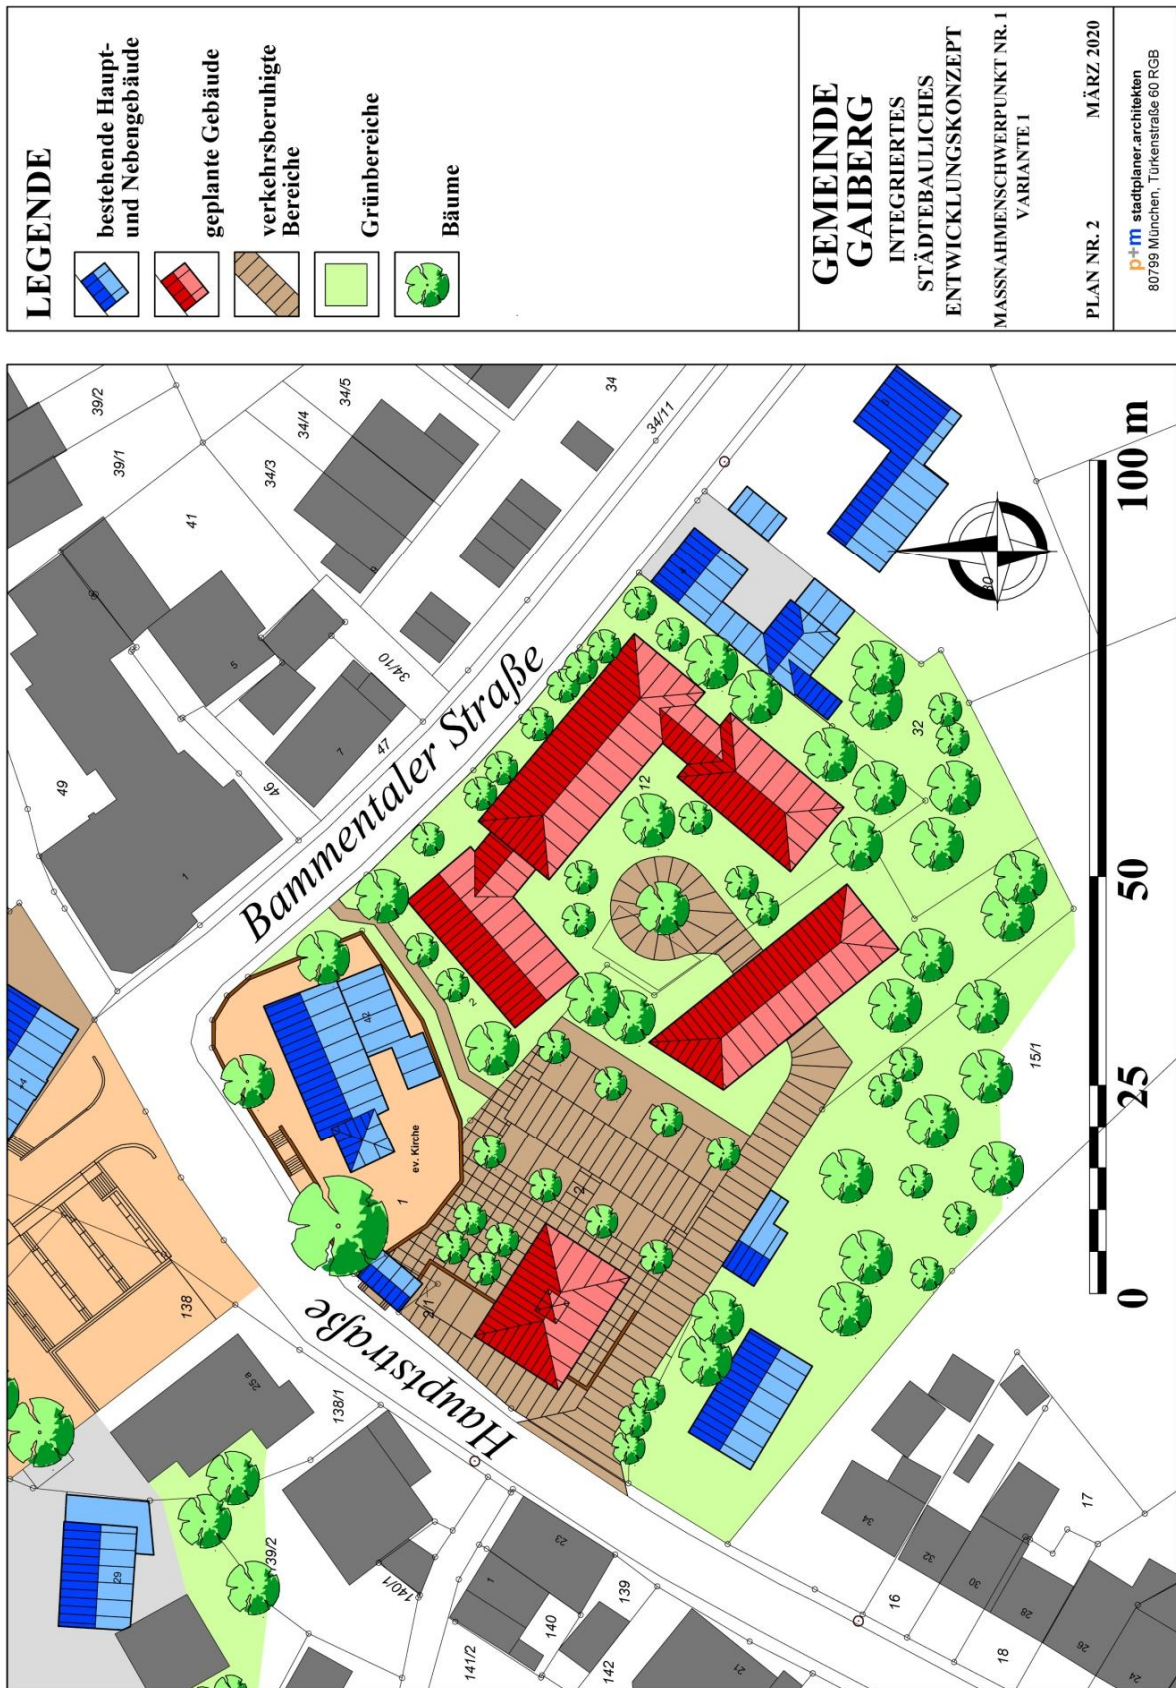 LEGENDE
bestehende Haupt-
und Nebengebäude
geplante Gebäude
verkehrsberuhigte
Bereiche
Grünbereiche
Bäume
GEMEINDE
GAIBERG
INTEGRIERTES
STÄDTEBAULICHES
ENTWICKLUNGSKONZEPT
MASSNAHMENSCHWERPUNKT NR. 1
VARIANTE 1
PLAN NR. 2 MÄRZ 2020
p+m stadtplaner.architekten
80799 München, Türkenstraße 60 RGB
Bammentaler Straße
Hauptstraße
ev. Kirche
39/2
39/1
34/5
34/4
34/3
34
34/11
41
5
9
34/10
49
7
47
46
1
42
12
32
2
1
2
2/1
15/1
138
25 a
138/1
29
140/1
23
1
139
140
141/2
142
21
34
32
30
28
26
24
16
17
18
0 25 50 100 m